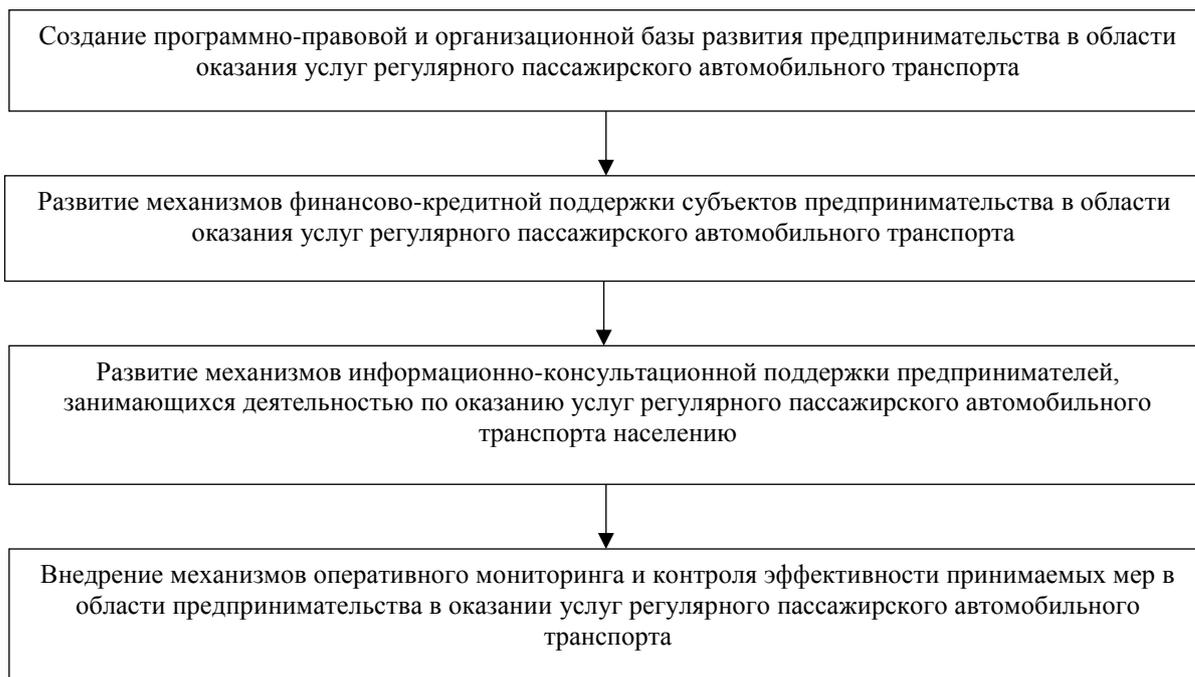 Создание программно-правовой и организационной базы развития предпринимательства в области
оказания услуг регулярного пассажирского автомобильного транспорта
Развитие механизмов финансово-кредитной поддержки субъектов предпринимательства в области
оказания услуг регулярного пассажирского автомобильного транспорта
Развитие механизмов информационно-консультационной поддержки предпринимателей,
занимающихся деятельностью по оказанию услуг регулярного пассажирского автомобильного
транспорта населению
Внедрение механизмов оперативного мониторинга и контроля эффективности принимаемых мер в
области предпринимательства в оказании услуг регулярного пассажирского автомобильного
транспорта